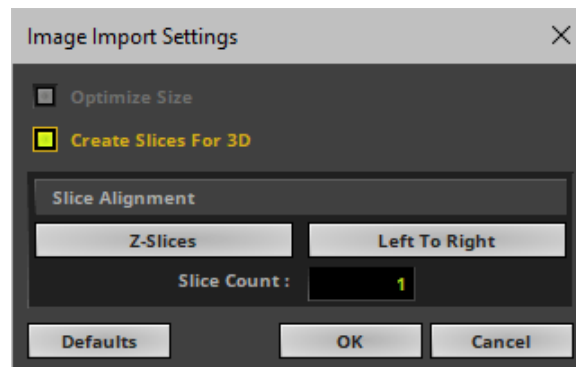 Image Import Settings
Optimize Size
Create Slices For 3D
Slice Alignment
Z-Slices Left To Right
Slice Count : 1
Defaults OK Cancel